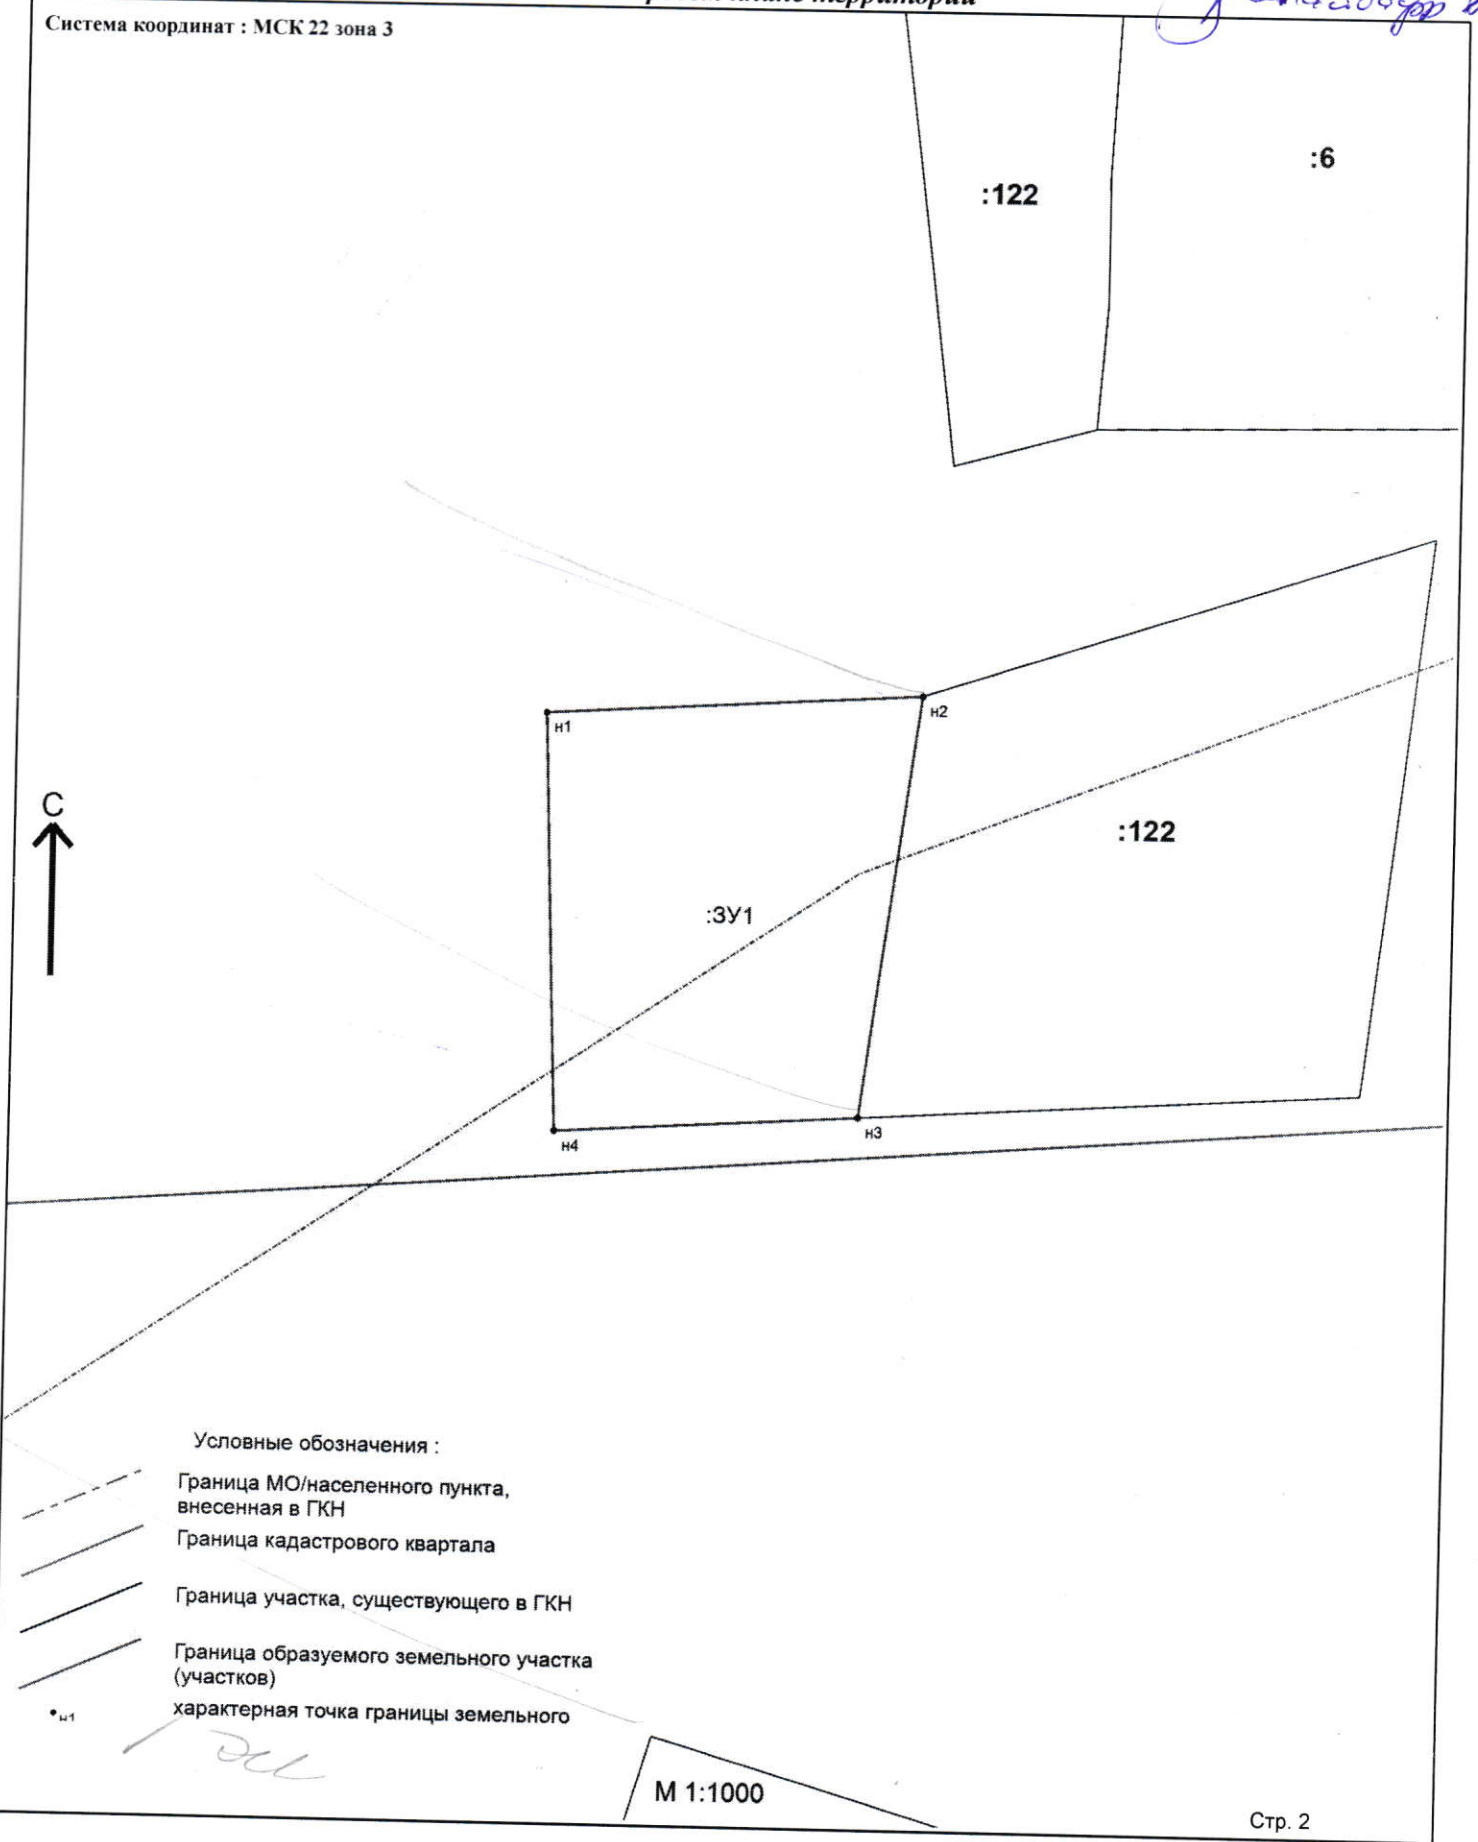 территории
Система координат : МСК 22 зона 3
:6
:122
н1
н2
С
:122
:ЗУ1
н3
н4
Условные обозначения :
Граница МО/населенного пункта,
внесенная в ГКН
Граница кадастрового квартала
Граница участка, существующего в ГКН
Граница образуемого земельного участка
(участков)
н1
характерная точка границы земельного
М 1:1000
Стр. 2